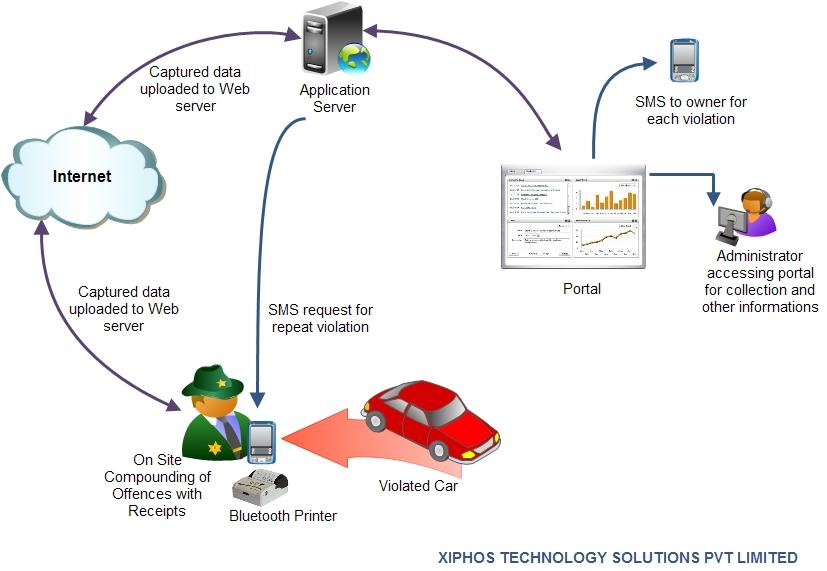 Captured data
uploaded to Web
server
Application
Server
SMS to owner for
each violation
Internet
Portal
Administrator
accessing portal
for collection and
other informations
Captured data
uploaded to Web
server
SMS request for
repeat violation
On Site
Compounding of
Offences with
Receipts
Bluetooth Printer
Violated Car
XIPHOS TECHNOLOGY SOLUTIONS PVT LIMITED